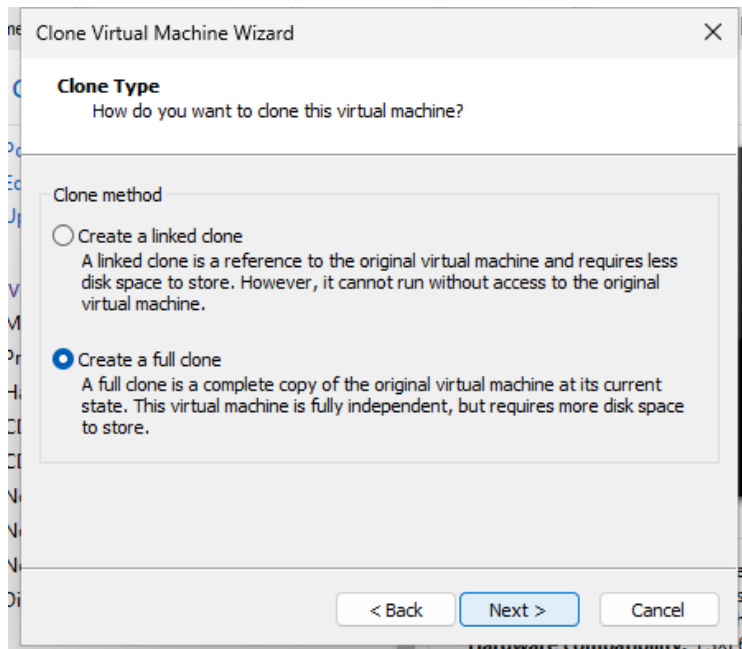 Clone Virtual Machine Wizard
Clone Type
How do you want to clone this virtual machine?
Clone method
Create a linked clone
A linked clone is a reference to the original virtual machine and requires less
disk space to store. However, it cannot run without access to the original
virtual machine.
Create a full clone
A full clone is a complete copy of the original virtual machine at its current
state. This virtual machine is fully independent, but requires more disk space
to store.
< Back
Next >
Cancel